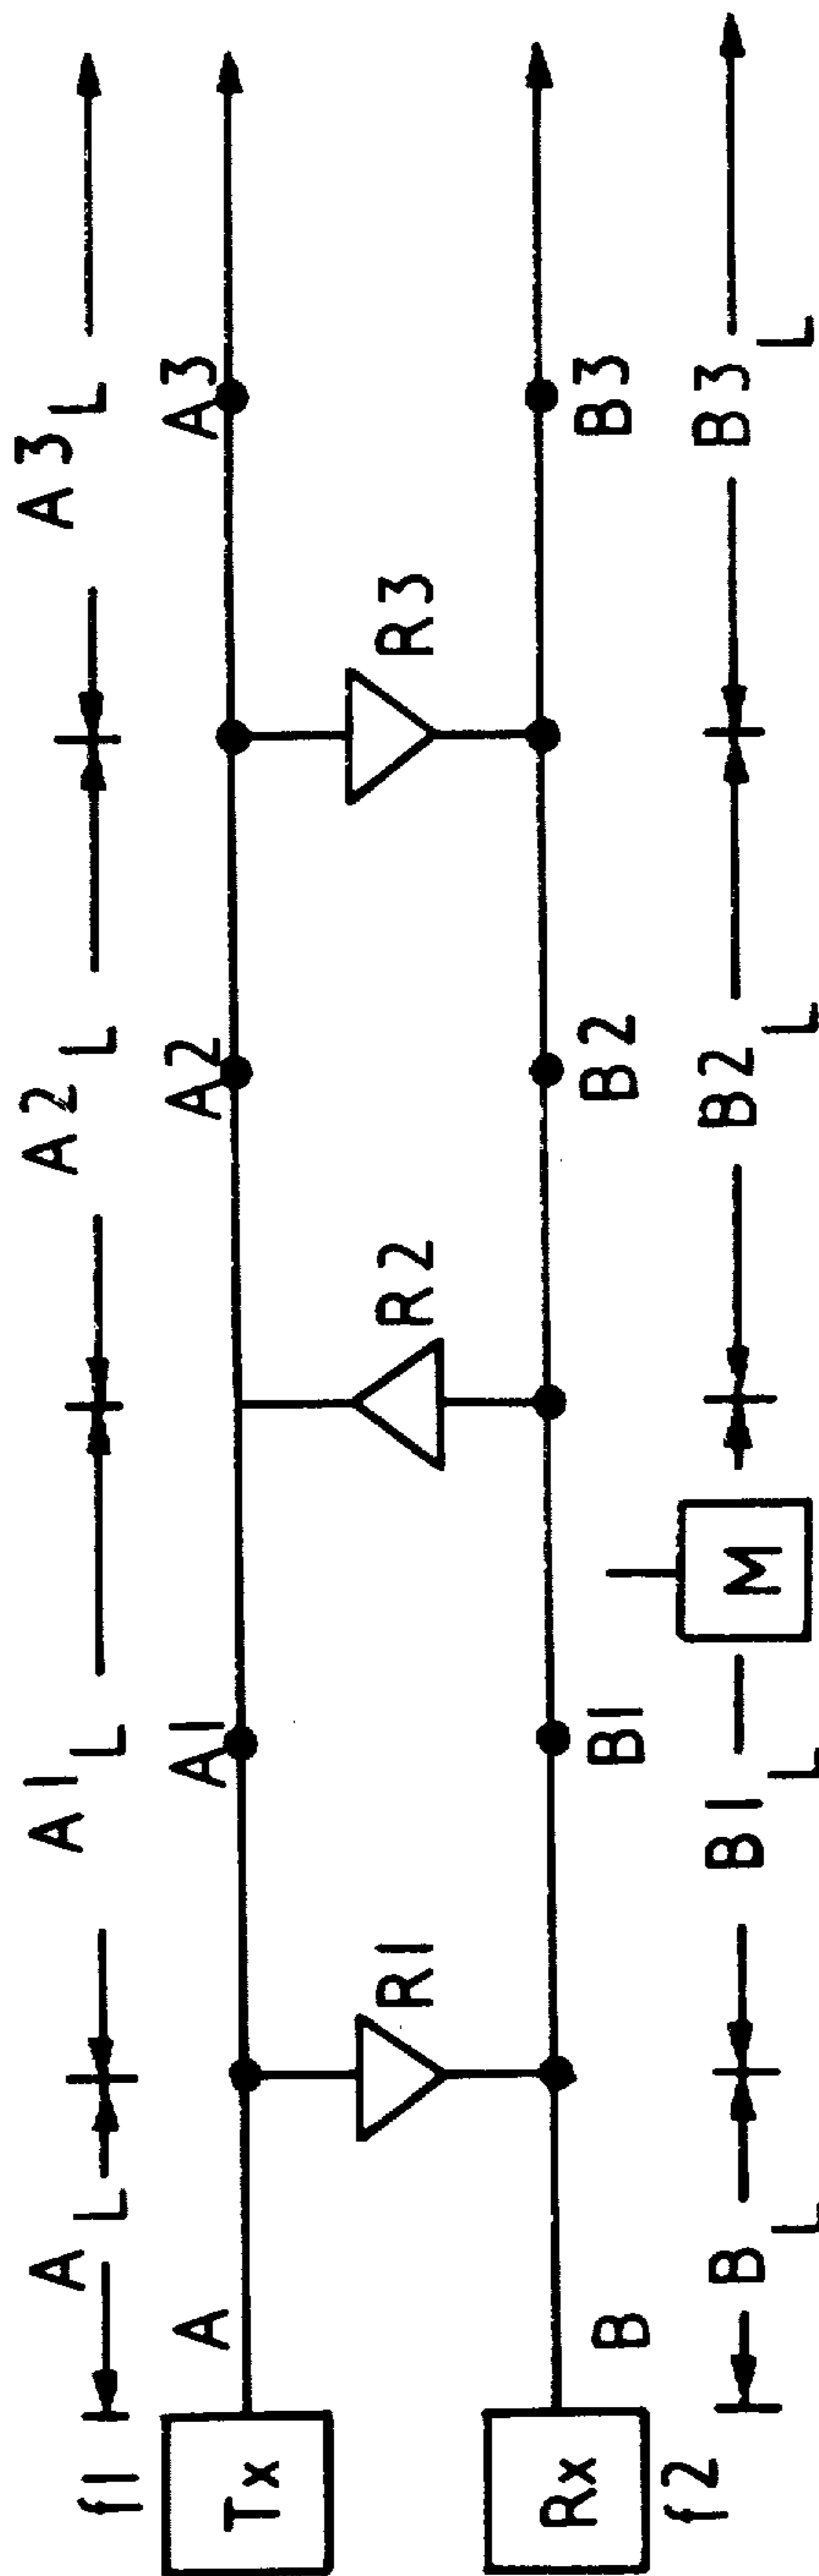 f1 A L A1 L A2 L A3 L
Tx A A1 A2 A3
R1 R2 R3
Rx B B1 B2 B3
f2 B L B1 L M B2 L B3 L